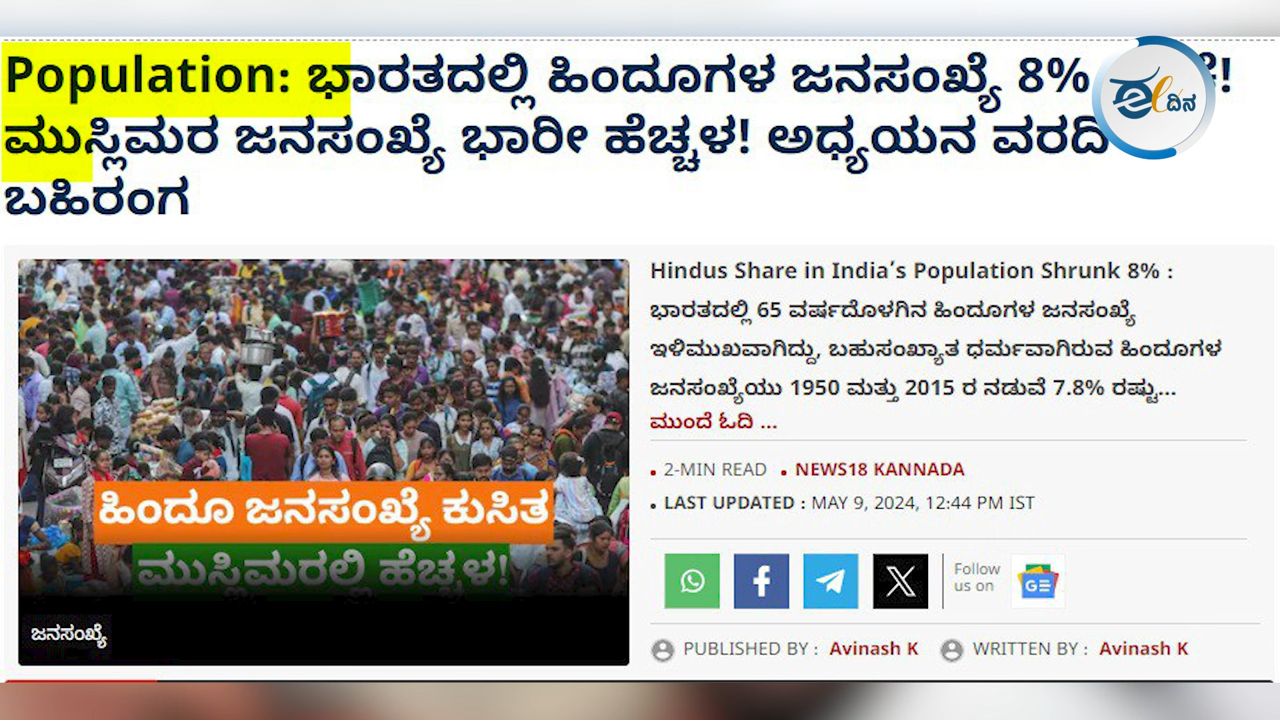 Population: ಭಾರತದಲ್ಲಿ ಹಿಂದೂಗಳ ಜನಸಂಖ್ಯೆ 8%
ಮುಸ್ಲಿಮರ ಜನಸಂಖ್ಯೆ ಭಾರೀ ಹೆಚ್ಚಳ! ಅಧ್ಯಯನ ವರದಿ
ಬಹಿರಂಗ
el ದಿನ
ಹಿಂದೂ ಜನಸಂಖ್ಯೆ ಕುಸಿತ
ಮುಸ್ಲಿಮರಲ್ಲಿ ಹೆಚ್ಚಳ!
ಜನಸಂಖ್ಯೆ
Hindus Share in India's Population Shrunk 8% :
ಭಾರತದಲ್ಲಿ 65 ವರ್ಷದೊಳಗಿನ ಹಿಂದೂಗಳ ಜನಸಂಖ್ಯೆ
ಇಳಿಮುಖವಾಗಿದ್ದು, ಬಹುಸಂಖ್ಯಾತ ಧರ್ಮವಾಗಿರುವ ಹಿಂದೂಗಳ
ಜನಸಂಖ್ಯೆಯು 1950 ಮತ್ತು 2015 ರ ನಡುವೆ 7.8% ರಷ್ಟು...
ಮುಂದೆ ಓದಿ ...
2-MIN READ • NEWS18 KANNADA
LAST UPDATED : MAY 9, 2024, 12:44 PM IST
Follow
us on
GE
PUBLISHED BY : Avinash K WRITTEN BY : Avinash K